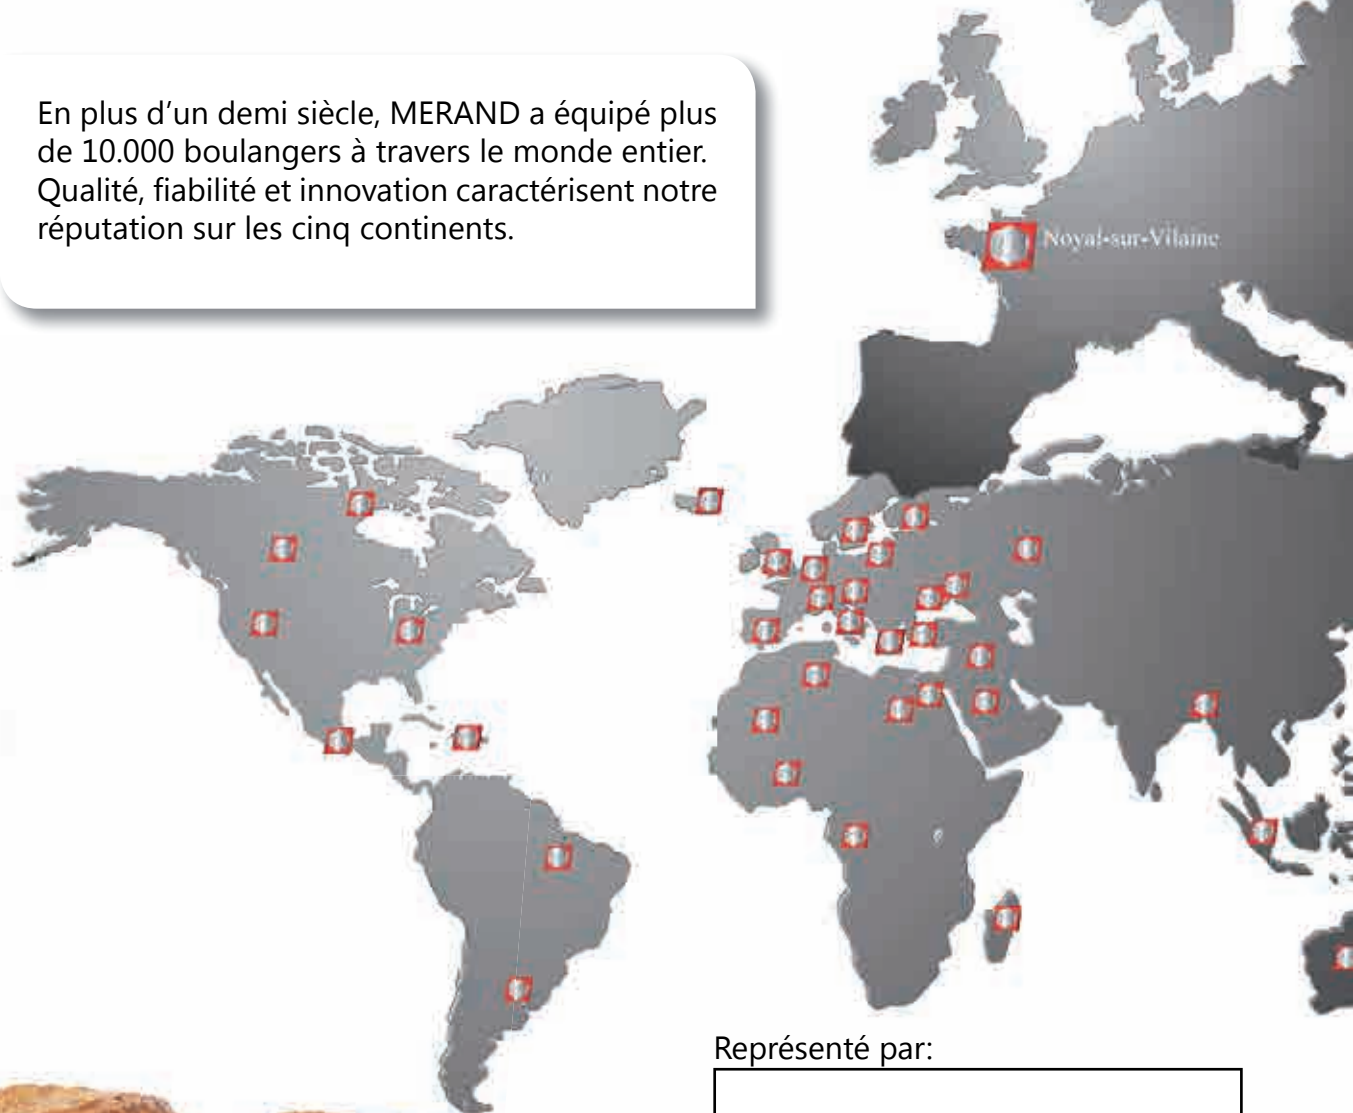 En plus d’un demi siècle, MERAND a équipé plus
de 10.000 boulangers à travers le monde entier.
Qualité, fiabilité et innovation caractérisent notre
réputation sur les cinq continents.
Noyal-sur-Vilaine
Représenté par: